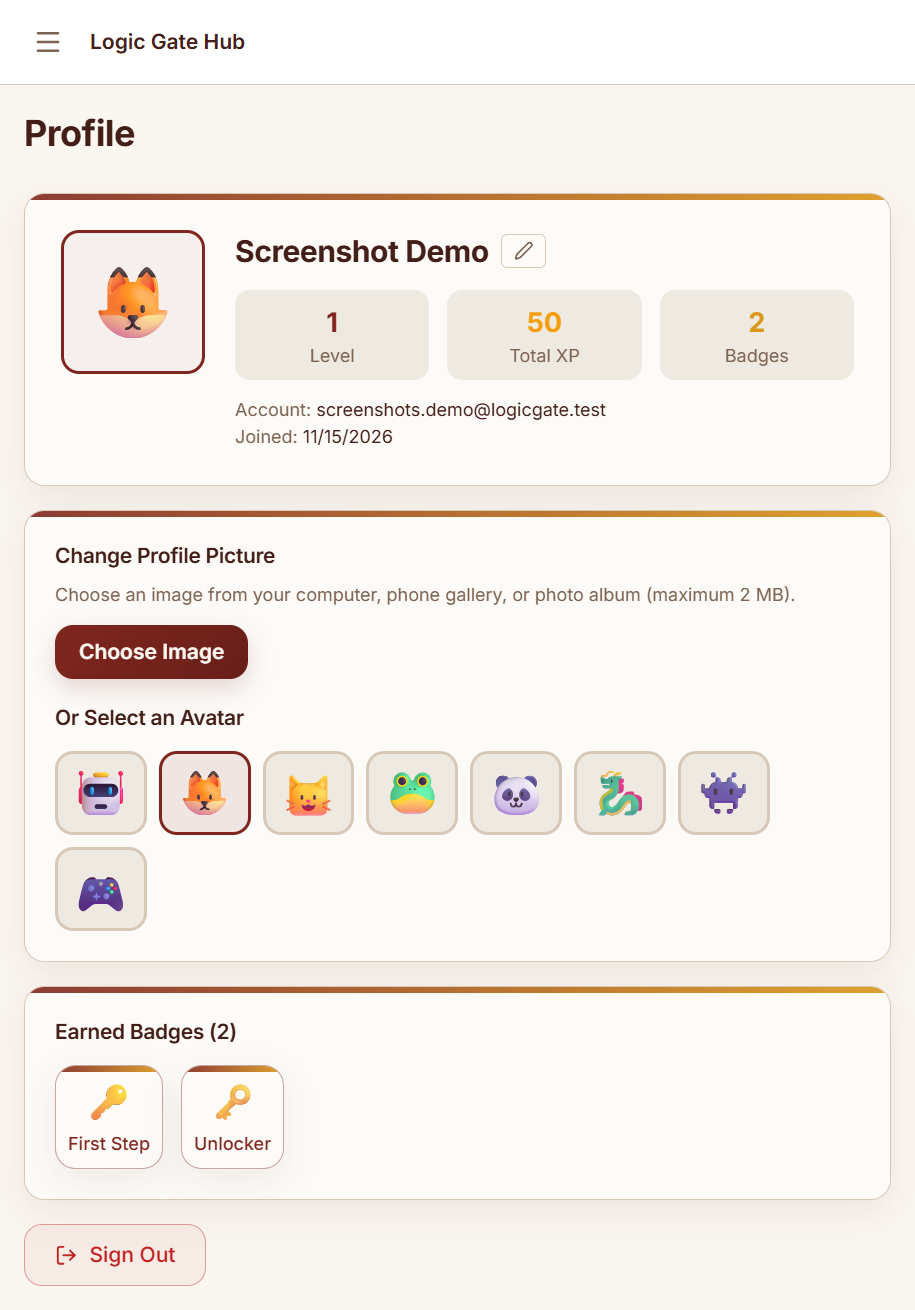 Logic Gate Hub
Profile
Screenshot Demo
1
Level
50
Total XP
2
Badges
Account: screenshots.demo@logicgate.test
Joined: 11/15/2026
Change Profile Picture
Choose an image from your computer, phone gallery, or photo album (maximum 2 MB).
Choose Image
Or Select an Avatar
Earned Badges (2)
First Step
Unlocker
Sign Out